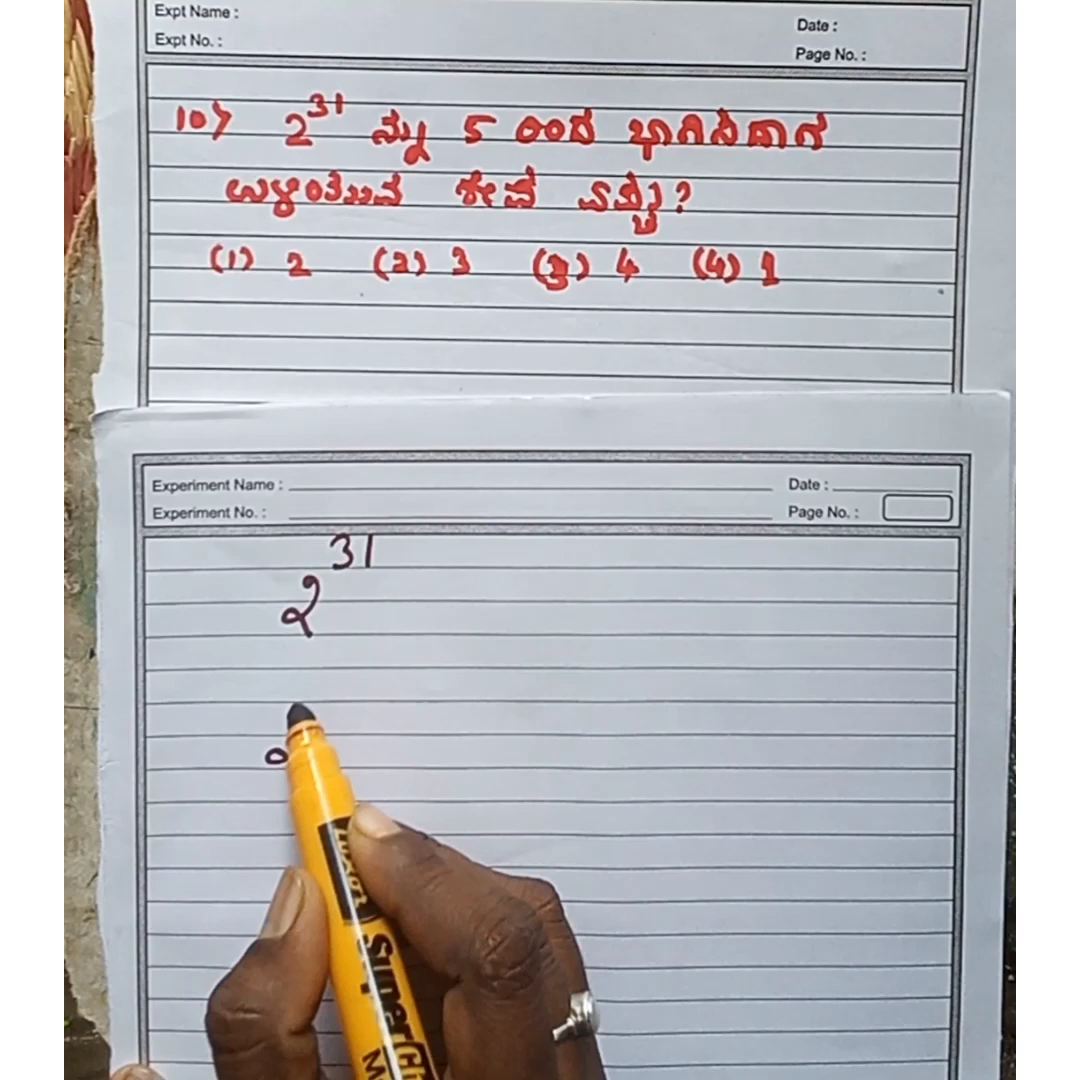 Expt Name :
Date :
Expt No. :
Page No. :
10> 2³¹ ನ್ನು 5 ರಿಂದ ಭಾಗಿಸಿದಾಗ
ಉಳಿಯುವ ಶೇಷ ಎಷ್ಟು?
(1) 2 (2) 3 (3) 4 (4) 1
Experiment Name :
Date :
Experiment No. :
Page No. :
2³¹
Luxor Super